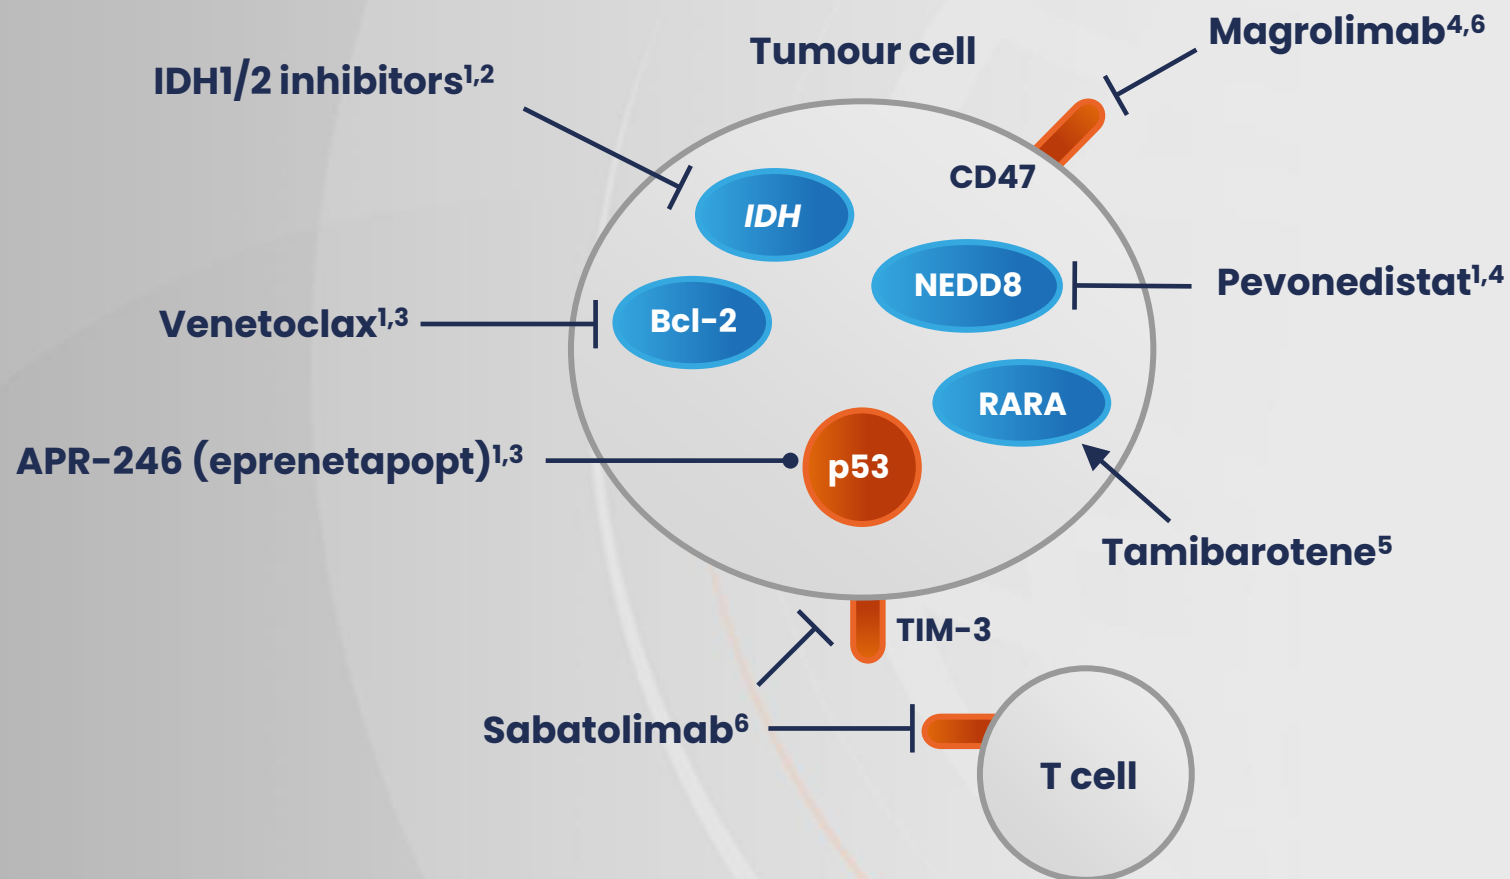 Magrolimab⁴,⁶
Tumour cell
IDH1/2 inhibitors¹,²
CD47
IDH
NEDD8
Pevonedistat¹,⁴
Venetoclax¹,³
Bcl-2
RARA
APR-246 (eprenetapopt)¹,³
p53
Tamibarotene⁵
TIM-3
Sabatolimab⁶
T cell